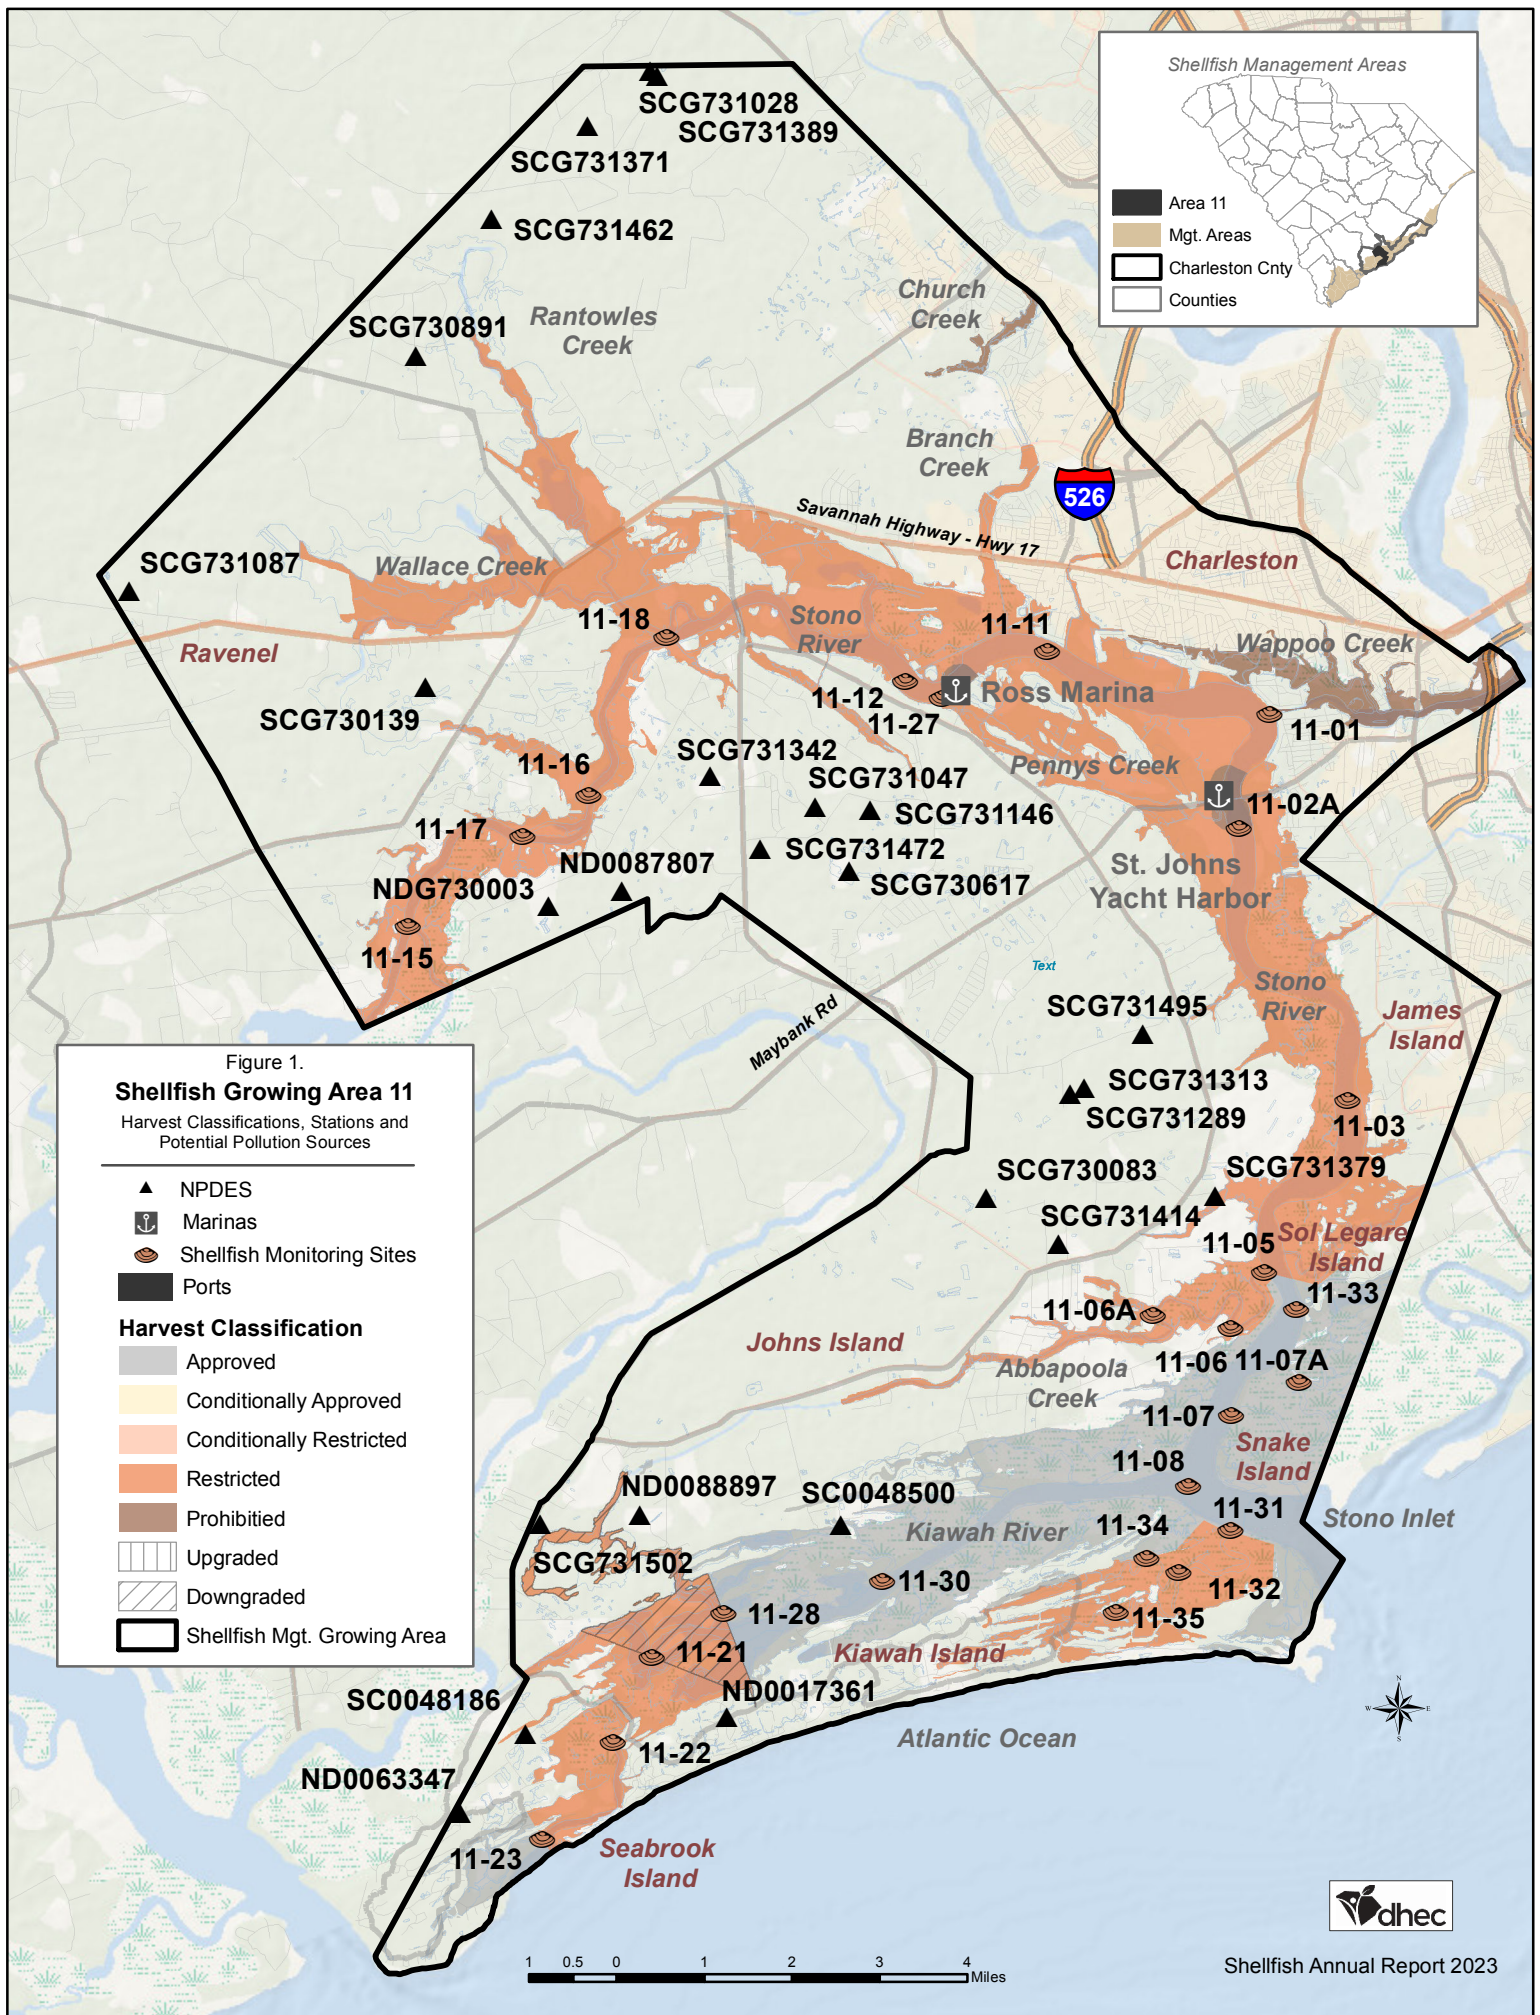 Shellfish Management Areas
Area 11
Mgt. Areas
Charleston Cnty
Counties
SCG731028
SCG731389
SCG731371
SCG731462
SCG730891
Rantowles
Creek
Church
Creek
Branch
Creek
526
Savannah Highway - Hwy 17
Charleston
SCG731087
Wallace Creek
Ravenel
11-18
Stono
River
11-11
Wappoo Creek
11-12
11-27
Ross Marina
11-01
SCG730139
SCG731342
11-16
Pennys Creek
SCG731047
SCG731146
11-02A
11-17
ND0087807
SCG731472
SCG730617
NDG730003
St. Johns
Yacht Harbor
11-15
Text
Stono
River
SCG731495
James
Island
Maybank Rd
SCG731313
SCG731289
11-03
SCG730083
SCG731379
SCG731414
11-05
Sol Legare
Island
11-33
11-06A
Johns Island
Abbapoola
Creek
11-06
11-07A
11-07
Snake
Island
11-08
ND0088897
SC0048500
Kiawah River
11-34
11-31
Stono Inlet
SCG731502
11-30
11-32
11-28
11-35
11-21
Kiawah Island
SC0048186
ND0017361
11-22
Atlantic Ocean
ND0063347
11-23
Seabrook
Island
Figure 1.
Shellfish Growing Area 11
Harvest Classifications, Stations and
Potential Pollution Sources
NPDES
Marinas
Shellfish Monitoring Sites
Ports
Harvest Classification
Approved
Conditionally Approved
Conditionally Restricted
Restricted
Prohibitied
Upgraded
Downgraded
Shellfish Mgt. Growing Area
N
W
E
S
dhec
1 0.5 0 1 2 3 4
Miles
Shellfish Annual Report 2023